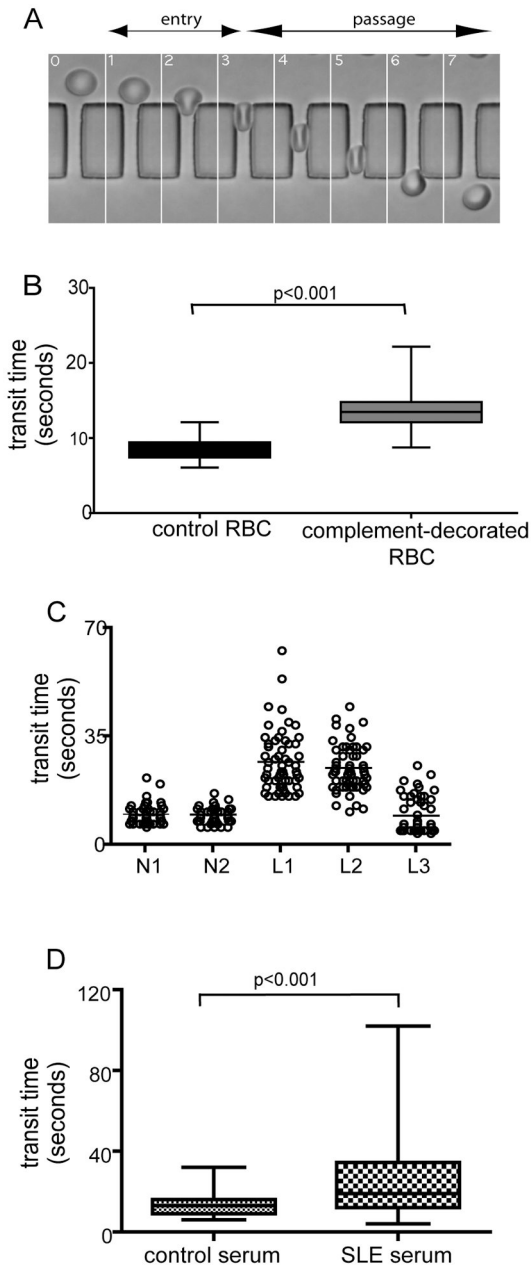 A
entry
passage
0 1 2 3 4 5 6 7
B
p<0.001
30
20
10
0
transit time
(seconds)
control RBC
complement-decorated
RBC
C
70
35
0
transit time
(seconds)
N1 N2 L1 L2 L3
D
p<0.001
120
80
40
0
transit time
(seconds)
control serum
SLE serum